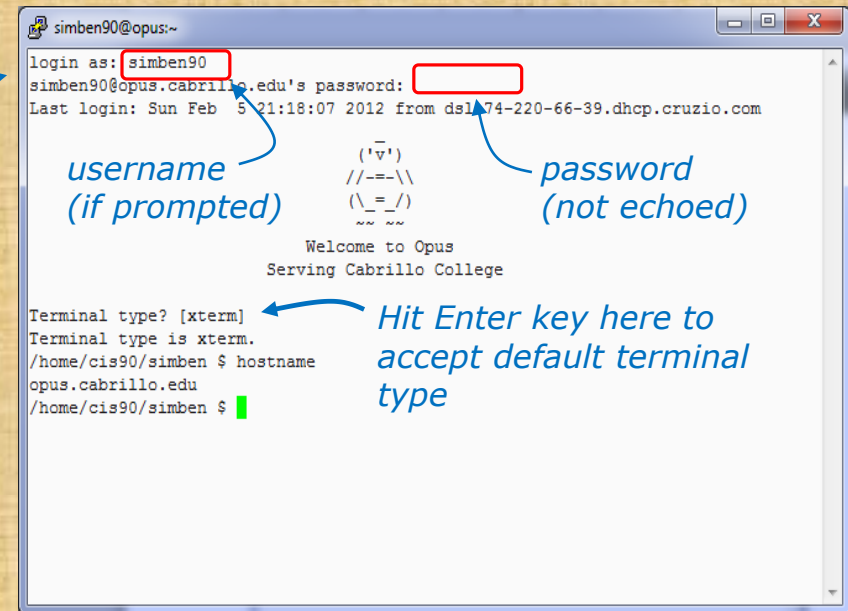 simben90@opus:~
login as: simben90
simben90@opus.cabrillo.edu's password:
Last login: Sun Feb  5 21:18:07 2012 from dsl-74-220-66-39.dhcp.cruzio.com
username
(if prompted)
password
(not echoed)
_
('v')
//-=-\\
(\_=_/)
~~ ~~
Welcome to Opus
Serving Cabrillo College
Terminal type? [xterm]
Terminal type is xterm.
/home/cis90/simben $ hostname
opus.cabrillo.edu
/home/cis90/simben $
Hit Enter key here to
accept default terminal
type